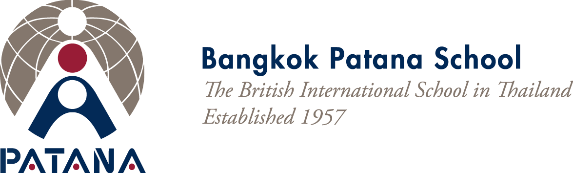 Bangkok Patana School
The British International School in Thailand
Established 1957
PATANA